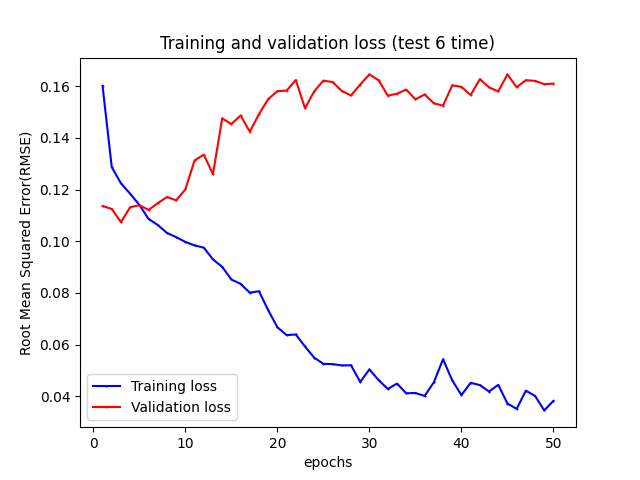 Training and validation loss (test 6 time)
Root Mean Squared Error(RMSE)
0.16
0.14
0.12
0.10
0.08
0.06
0.04
Training loss
Validation loss
0 10 20 30 40 50
epochs